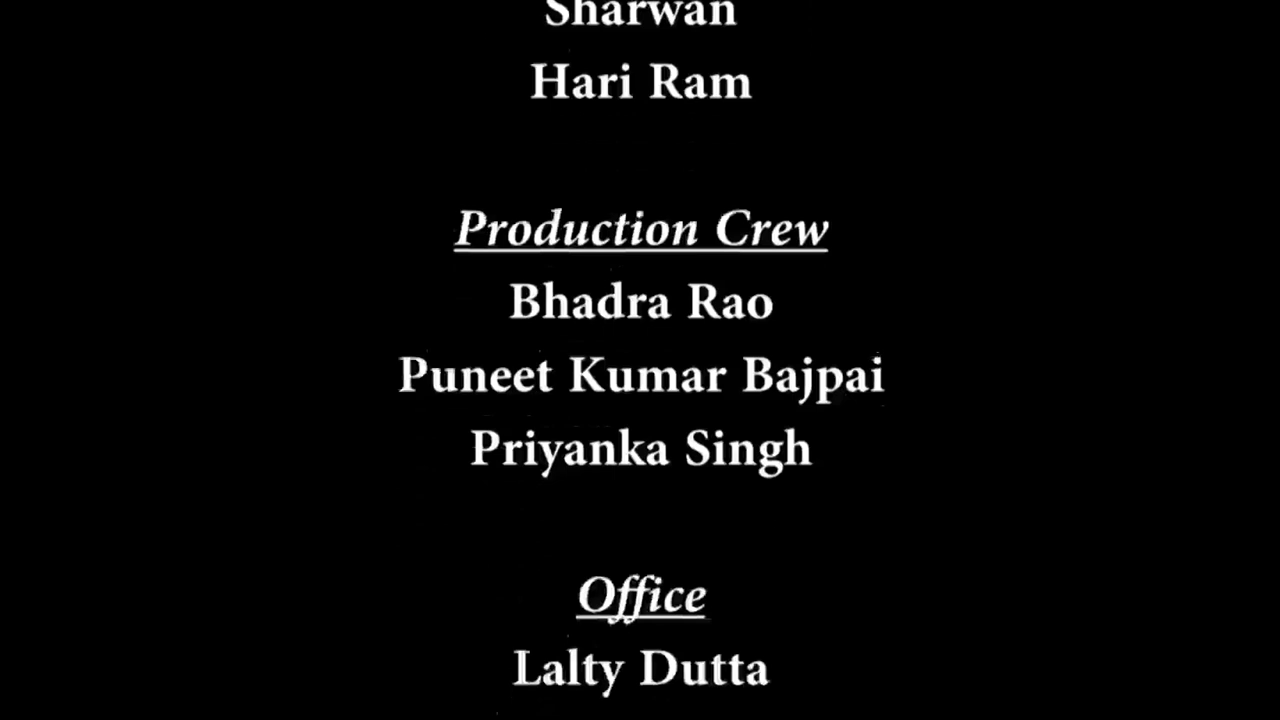 Sharwan
Hari Ram
Production Crew
Bhadra Rao
Puneet Kumar Bajpai
Priyanka Singh
Office
Lalty Dutta